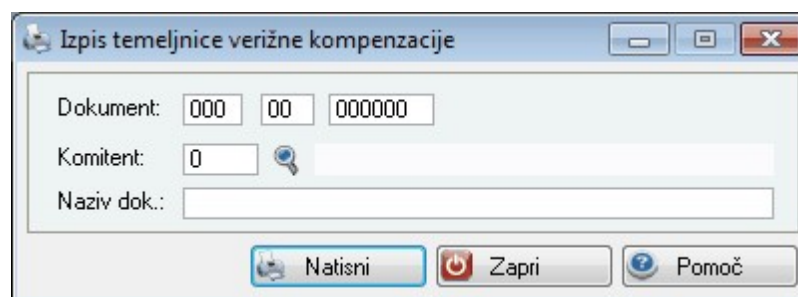 Izpis temeljnice verižne kompenzacije
Dokument: 000 00 000000
Komitent: 0
Naziv dok.:
Natisni Zapri Pomoč